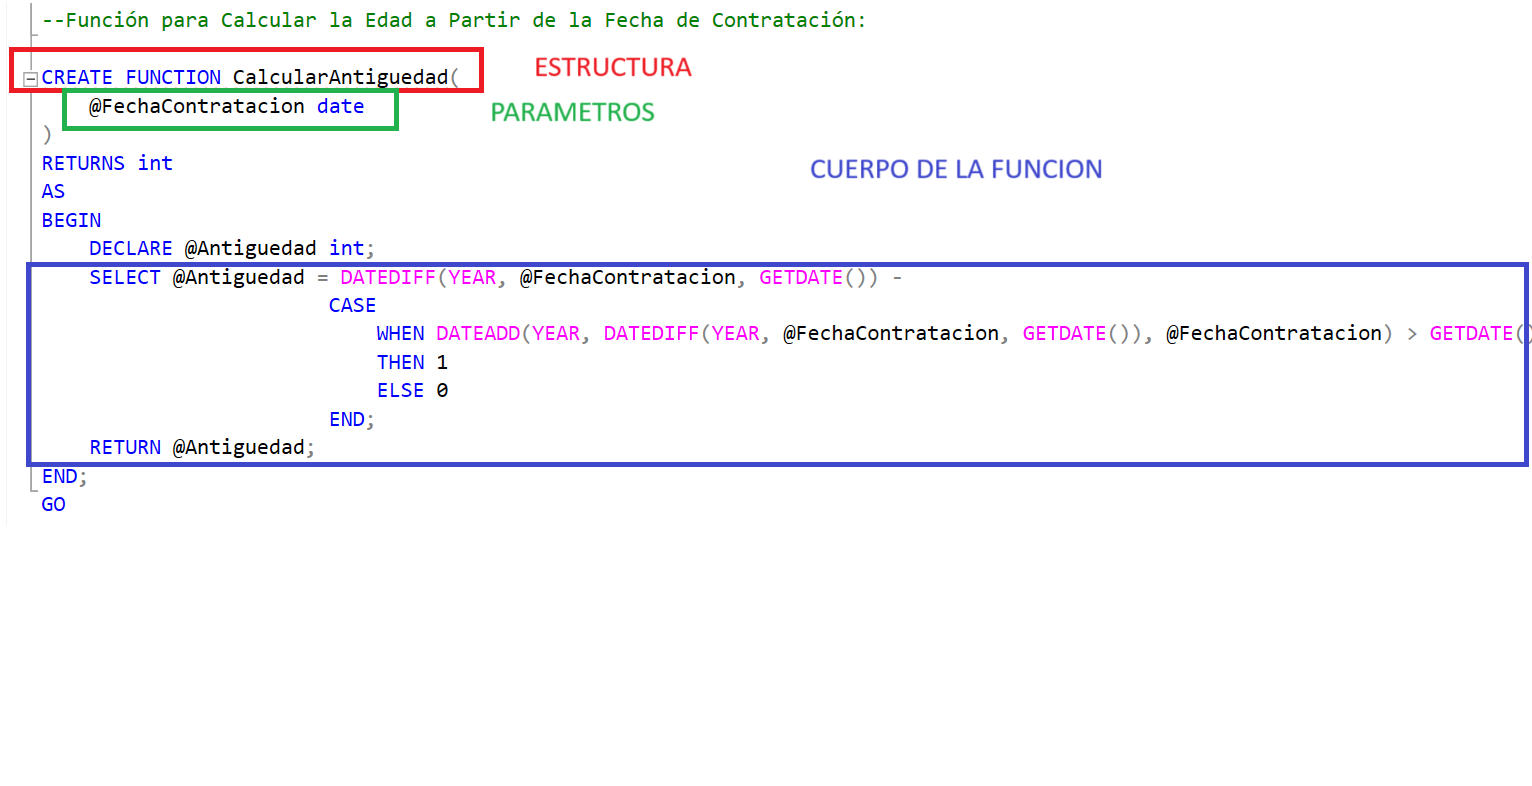 --Función para Calcular la Edad a Partir de la Fecha de Contratación:
CREATE FUNCTION CalcularAntiguedad(
ESTRUCTURA
@FechaContratacion date
PARAMETROS
)
RETURNS int
CUERPO DE LA FUNCION
AS
BEGIN
DECLARE @Antiguedad int;
SELECT @Antiguedad = DATEDIFF(YEAR, @FechaContratacion, GETDATE()) -
CASE
WHEN DATEADD(YEAR, DATEDIFF(YEAR, @FechaContratacion, GETDATE()), @FechaContratacion) > GETDATE()
THEN 1
ELSE 0
END;
RETURN @Antiguedad;
END;
GO